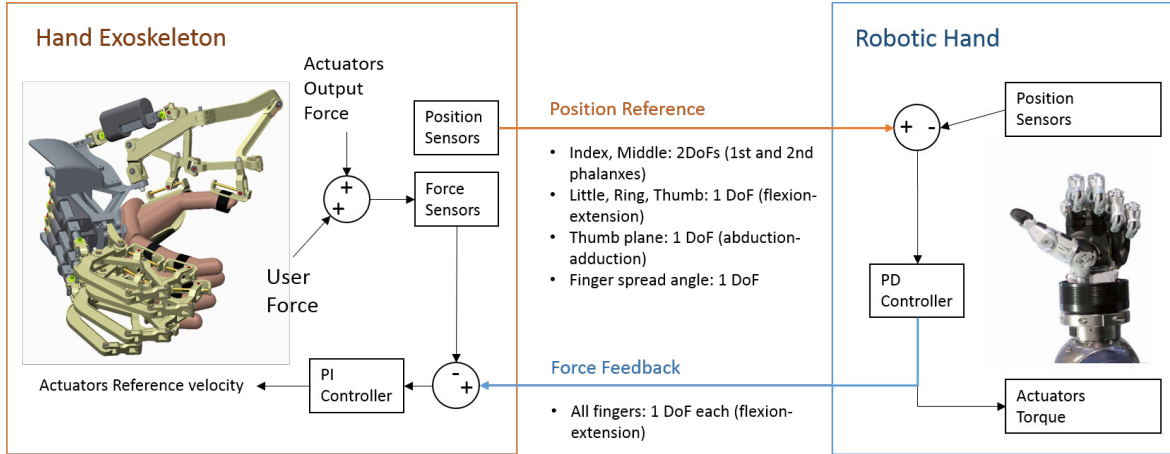 Hand Exoskeleton
Actuators
Output
Force
Position
Sensors
+
+
Force
Sensors
User
Force
-
+
PI
Controller
Actuators Reference velocity
Position Reference
• Index, Middle: 2DoFs (1st and 2nd
phalanxes)
• Little, Ring, Thumb: 1 DoF (flexion-
extension)
• Thumb plane: 1 DoF (abduction-
adduction)
• Finger spread angle: 1 DoF
Force Feedback
• All fingers: 1 DoF each (flexion-
extension)
Robotic Hand
+ -
Position
Sensors
PD
Controller
Actuators
Torque